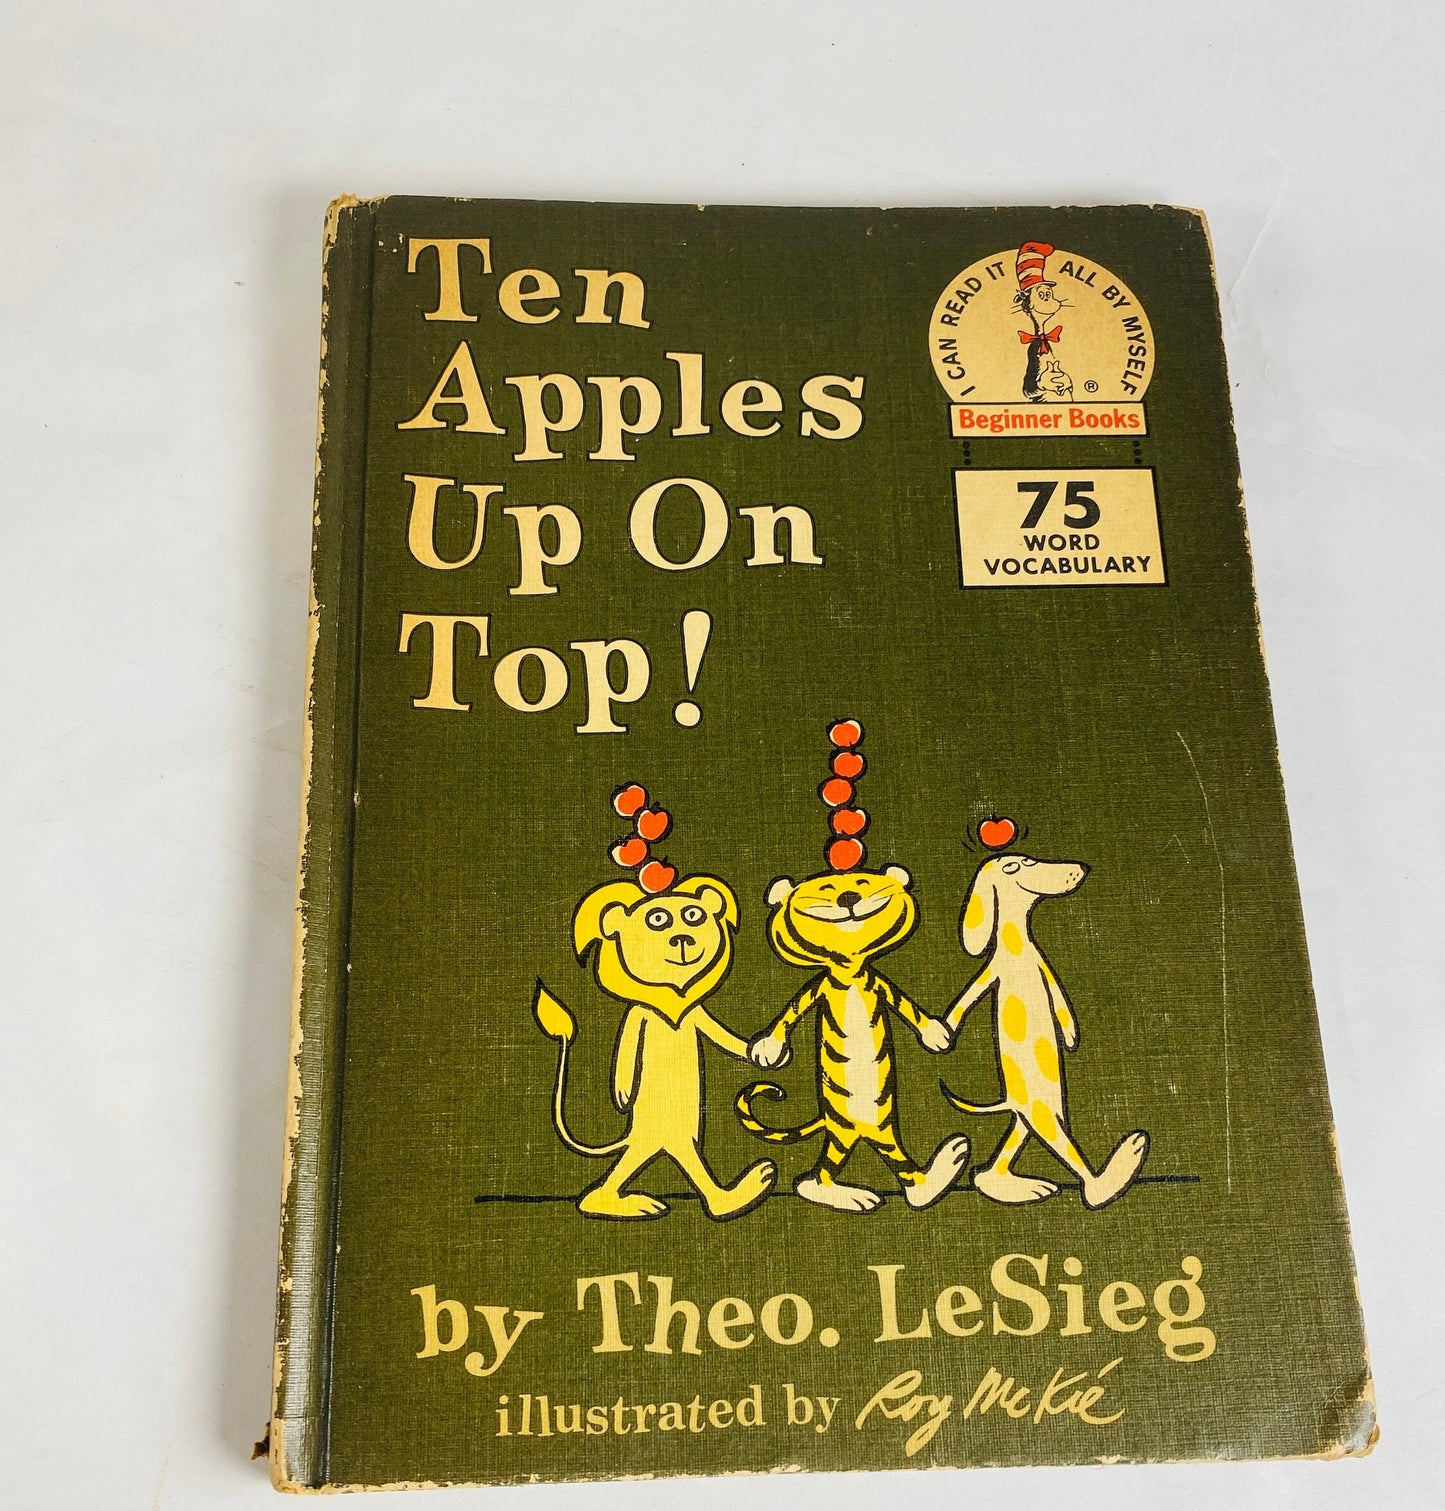 Ten
Apples
Up On
Top!
I CAN READ IT ALL BY MYSELF
®
Beginner Books
75
WORD
VOCABULARY
by Theo. LeSieg
illustrated by Roy McKié